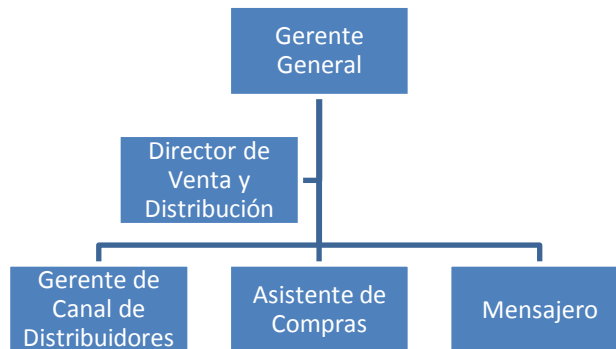 Gerente
General
Director de
Venta y
Distribución
Gerente de
Canal de
Distribuidores
Asistente de
Compras
Mensajero